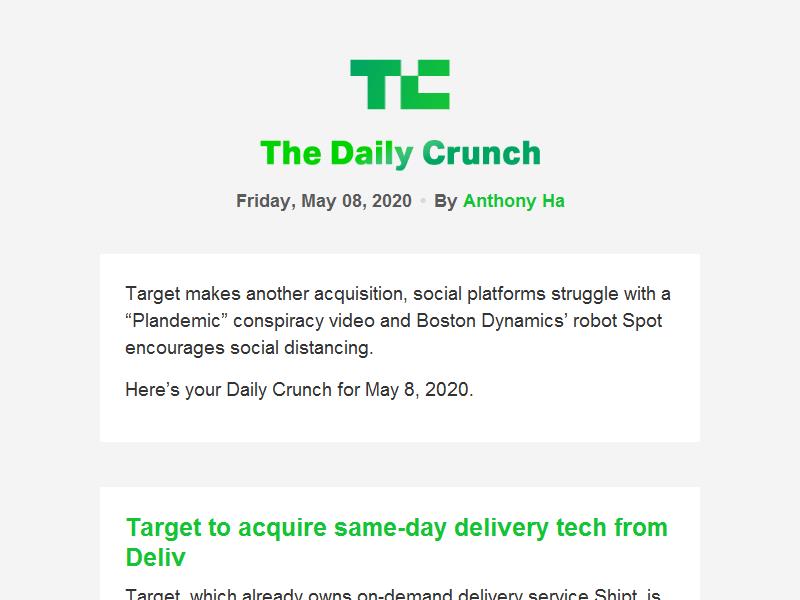 TC
The Daily Crunch
Friday, May 08, 2020 • By Anthony Ha
Target makes another acquisition, social platforms struggle with a
“Plandemic” conspiracy video and Boston Dynamics’ robot Spot
encourages social distancing.
Here’s your Daily Crunch for May 8, 2020.
Target to acquire same-day delivery tech from
Deliv
Target, which already owns on-demand delivery service Shipt, is